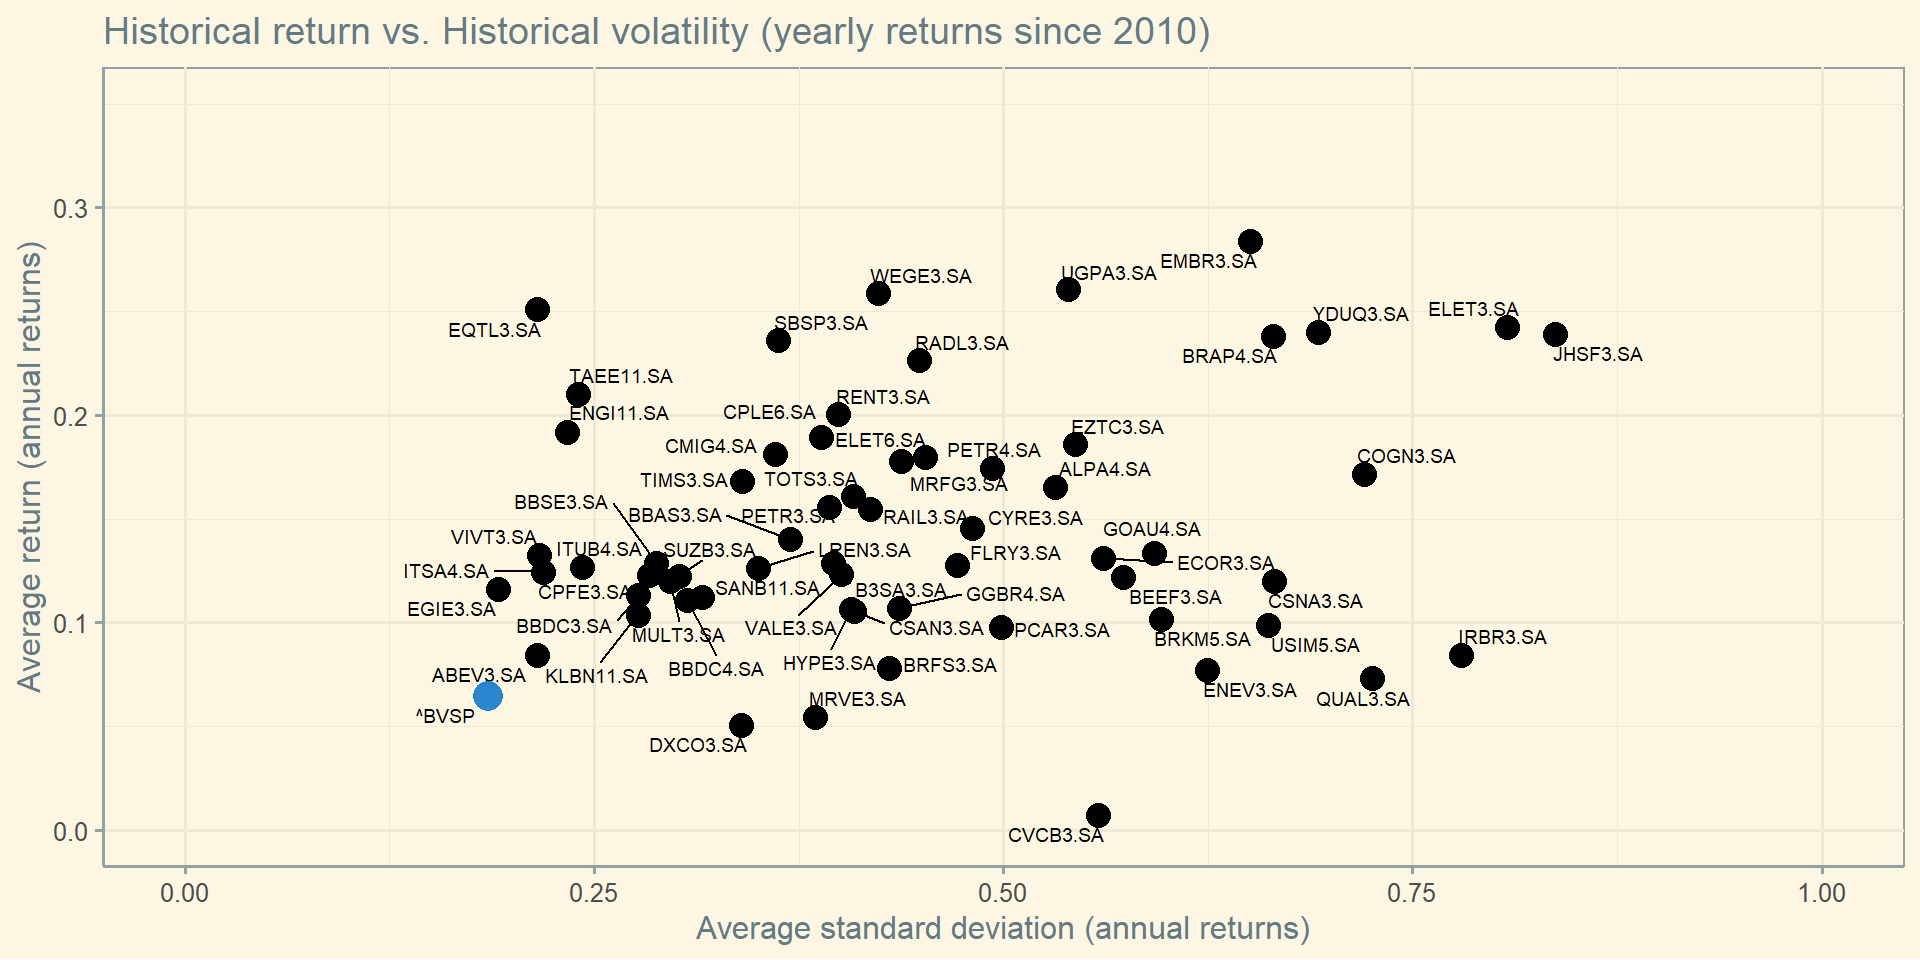 Historical return vs. Historical volatility (yearly returns since 2010)
Average return (annual returns)
0.3
0.2
0.1
0.0
EMBR3.SA
UGPA3.SA
WEGE3.SA
ELET3.SA
YDUQ3.SA
SBSP3.SA
EQTL3.SA
RADL3.SA
BRAP4.SA
JHSF3.SA
TAEE11.SA
RENT3.SA
CPLE6.SA
ENGI11.SA
EZTC3.SA
ELET6.SA
CMIG4.SA
PETR4.SA
COGN3.SA
ALPA4.SA
TIMS3.SA
TOTS3.SA
MRFG3.SA
BBSE3.SA
BBAS3.SA
PETR3.SA
RAIL3.SA
CYRE3.SA
GOAU4.SA
VIVT3.SA
ITUB4.SA
SUZB3.SA
LREN3.SA
FLRY3.SA
ECOR3.SA
ITSA4.SA
CPFE3.SA
SANB11.SA
B3SA3.SA
GGBR4.SA
BEEF3.SA
CSNA3.SA
EGIE3.SA
BBDC3.SA
MULT3.SA
VALE3.SA
CSAN3.SA
PCAR3.SA
BRKM5.SA
USIM5.SA
IRBR3.SA
HYPE3.SA
BRFS3.SA
BBDC4.SA
KLBN11.SA
ABEV3.SA
ENEV3.SA
QUAL3.SA
MRVE3.SA
^BVSP
DXCO3.SA
CVCB3.SA
0.00
0.25
0.50
0.75
1.00
Average standard deviation (annual returns)